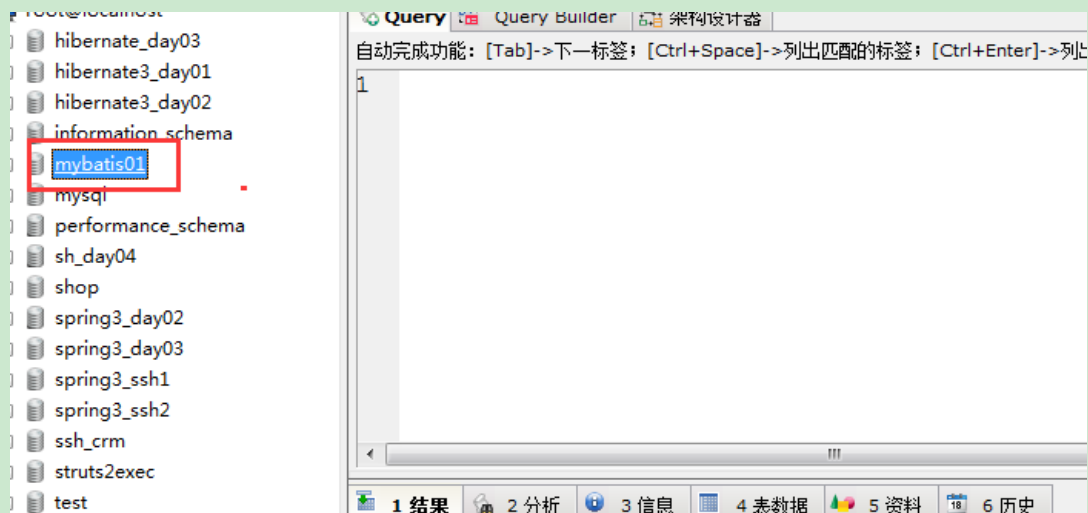 root@localhost
hibernate_day03
hibernate3_day01
hibernate3_day02
information_schema
mybatis01
mysql
performance_schema
sh_day04
shop
spring3_day02
spring3_day03
spring3_ssh1
spring3_ssh2
ssh_crm
struts2exec
test
Query Query Builder 架构设计器
自动完成功能: [Tab]->下一标签; [Ctrl+Space]->列出匹配的标签; [Ctrl+Enter]->列
1
1 结果 2 分析 3 信息 4 表数据 5 资料 18 6 历史